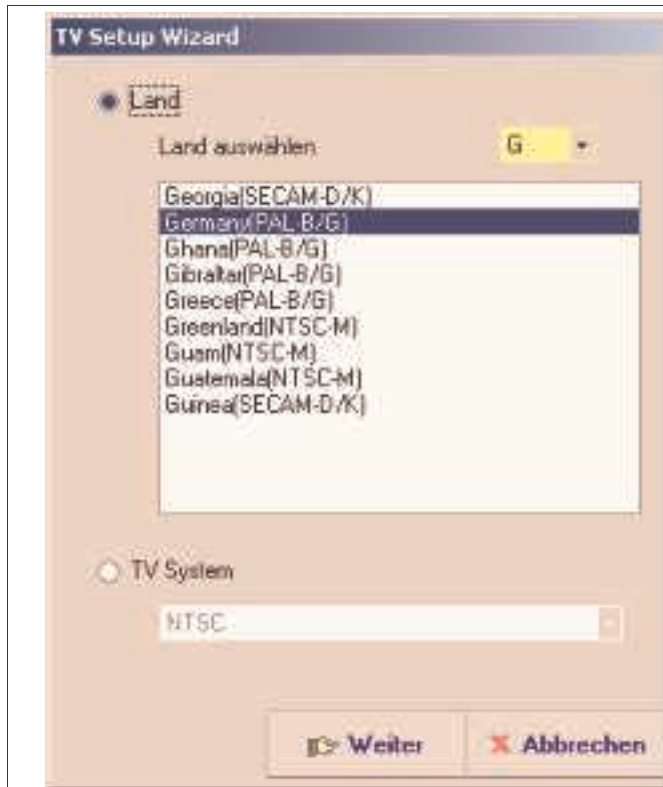 TV Setup Wizard
Land
Land auswählen G
Georgia(SECAM-D/K)
Germany(PAL-B/G)
Ghana(PAL-B/G)
Gibraltar(PAL-B/G)
Greece(PAL-B/G)
Greenland(NTSC-M)
Guam(NTSC-M)
Guatemala(NTSC-M)
Guinea(SECAM-D/K)
TV System
NTSC
Weiter Abbrechen